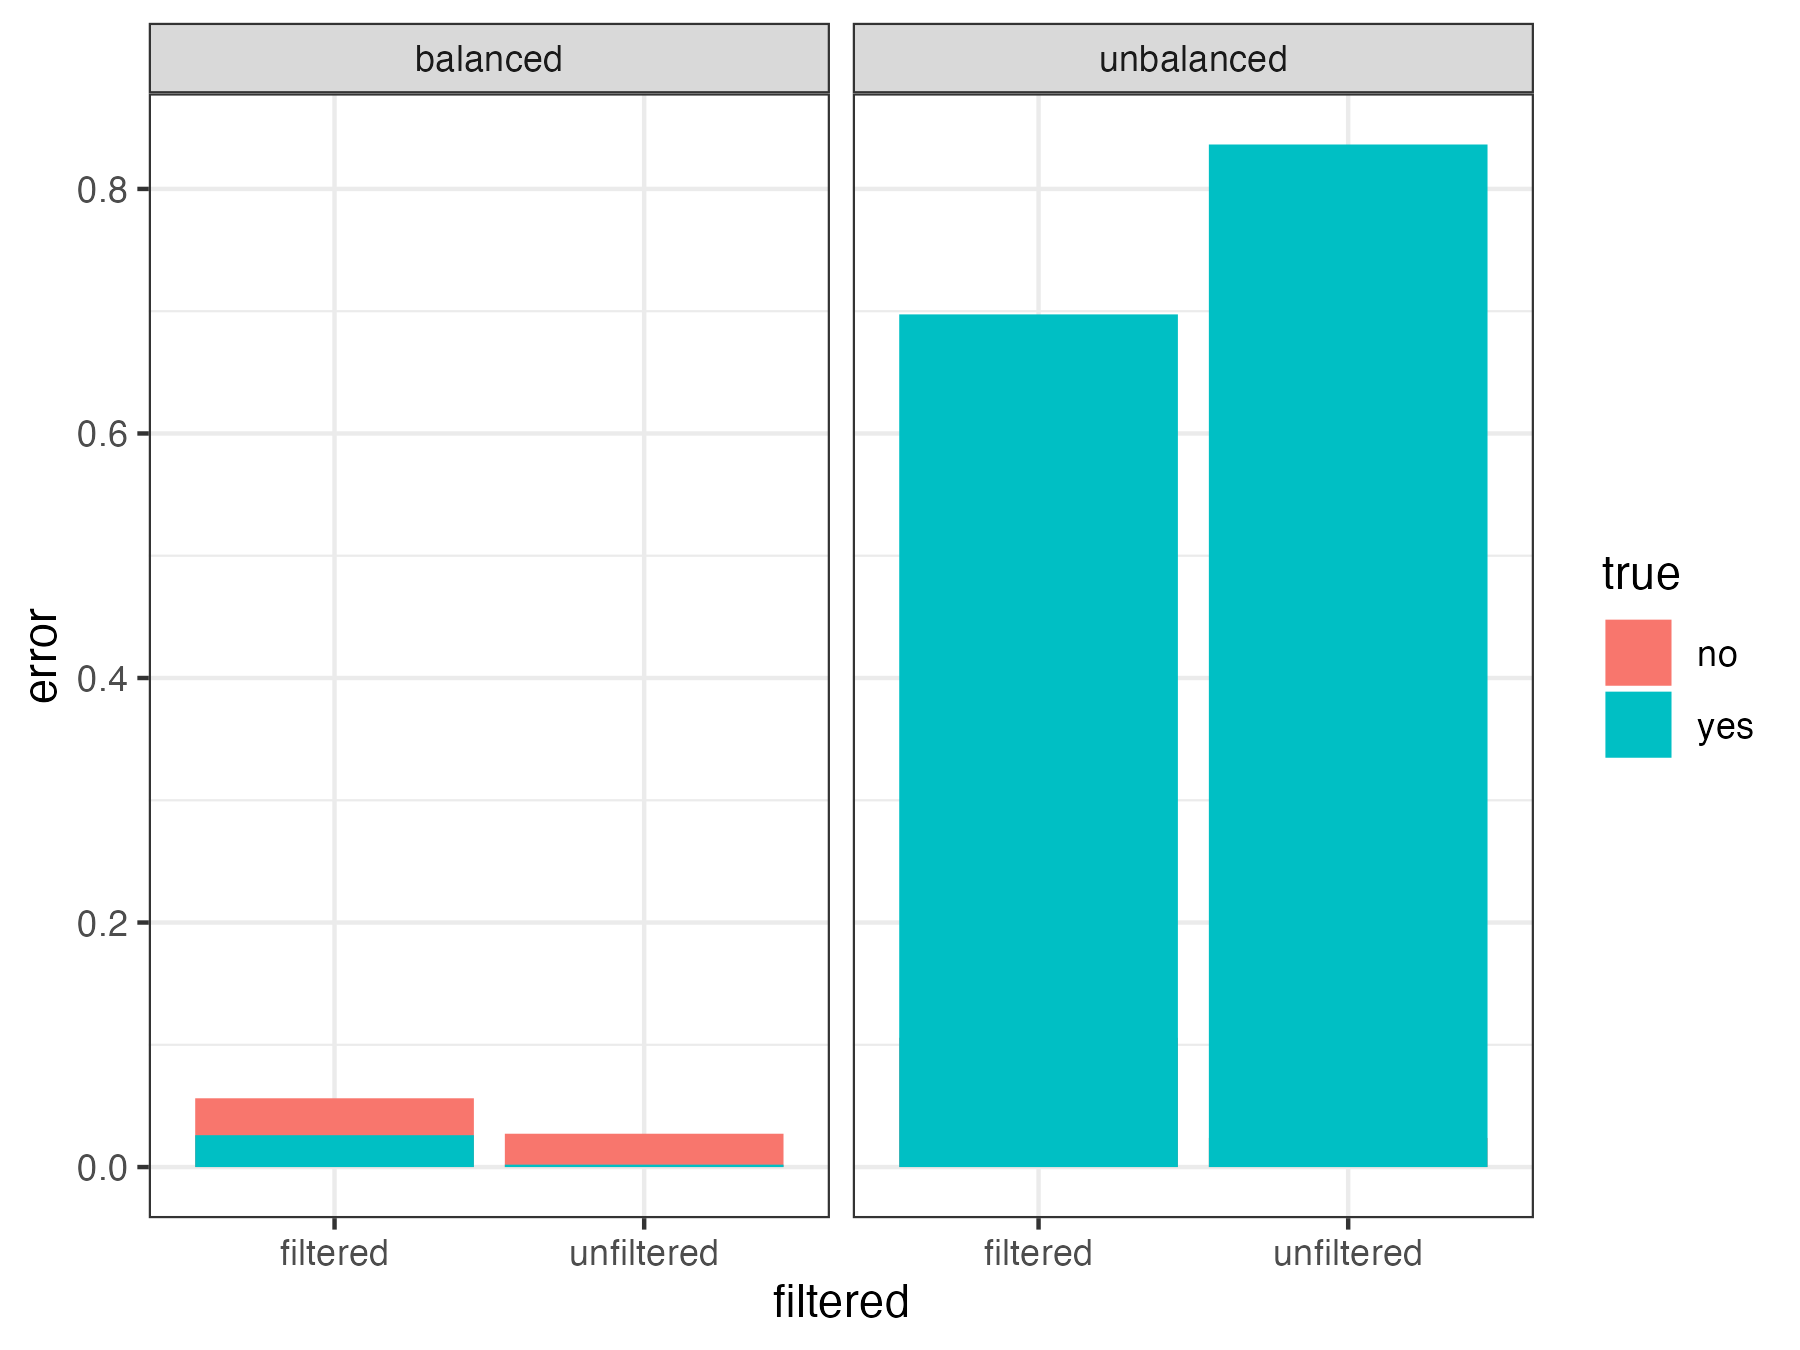 balanced
unbalanced
0.8
0.6
0.4
0.2
0.0
error
filtered
unfiltered
filtered
unfiltered
filtered
true
no
yes